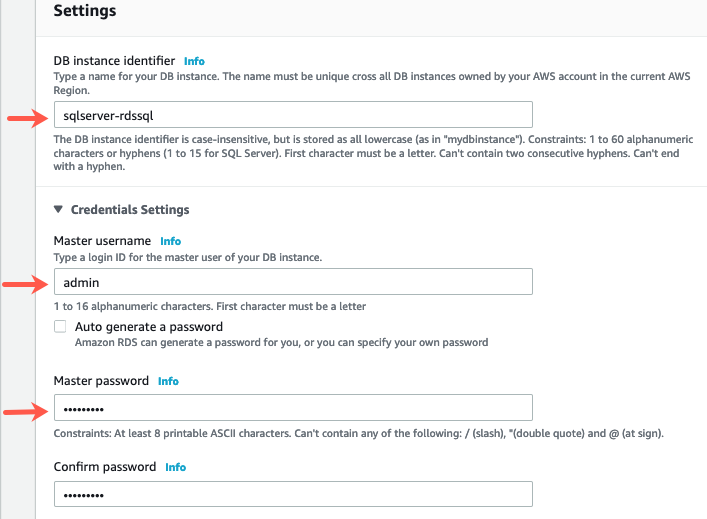 Settings
DB instance identifier Info
Type a name for your DB instance. The name must be unique cross all DB instances owned by your AWS account in the current AWS
Region.
sqlserver-rdssql
The DB instance identifier is case-insensitive, but is stored as all lowercase (as in "mydbinstance"). Constraints: 1 to 60 alphanumeric
characters or hyphens (1 to 15 for SQL Server). First character must be a letter. Can't contain two consecutive hyphens. Can't end
with a hyphen.
▼ Credentials Settings
Master username Info
Type a login ID for the master user of your DB instance.
admin
1 to 16 alphanumeric characters. First character must be a letter
Auto generate a password
Amazon RDS can generate a password for you, or you can specify your own password
Master password Info
•••••••••
Constraints: At least 8 printable ASCII characters. Can't contain any of the following: / (slash), "(double quote) and @ (at sign).
Confirm password Info
•••••••••